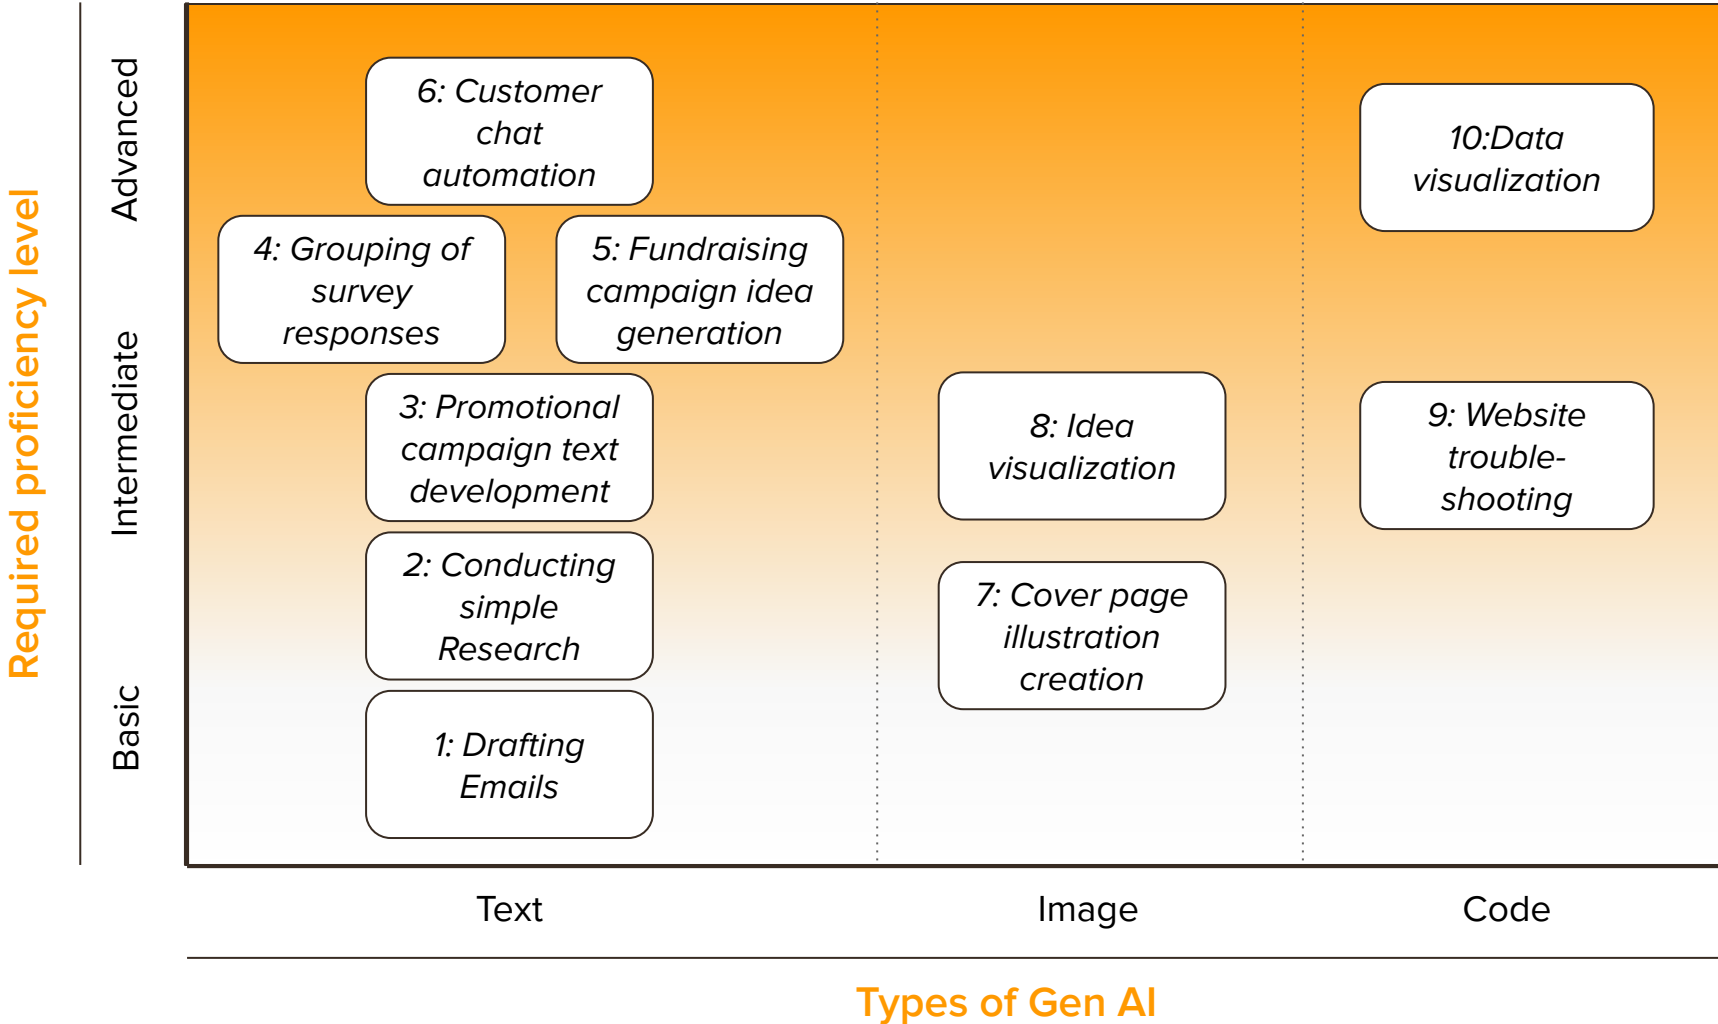 Required proficiency level
Advanced
Intermediate
Basic
6: Customer
chat
automation
4: Grouping of
survey
responses
5: Fundraising
campaign idea
generation
3: Promotional
campaign text
development
2: Conducting
simple
Research
1: Drafting
Emails
8: Idea
visualization
7: Cover page
illustration
creation
10:Data
visualization
9: Website
trouble-
shooting
Text
Image
Code
Types of Gen AI